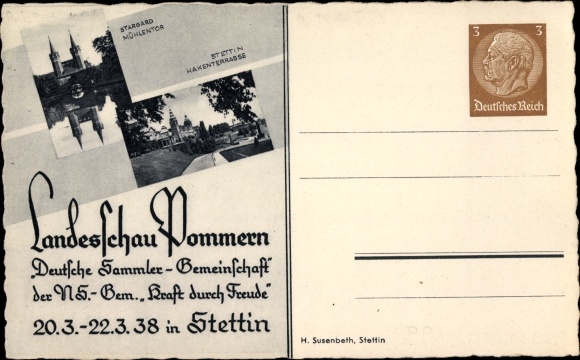 STARGARD
MÜHLENTOR
STETTIN
HAKENTERRASSE
Landesschau Pommern
„Deutsche Sammler-Gemeinschaft"
der NS.-Gem. „Kraft durch Freude"
20.3.-22.3.38 in Stettin
3 3
Deutsches Reich
H. Susenbeth, Stettin